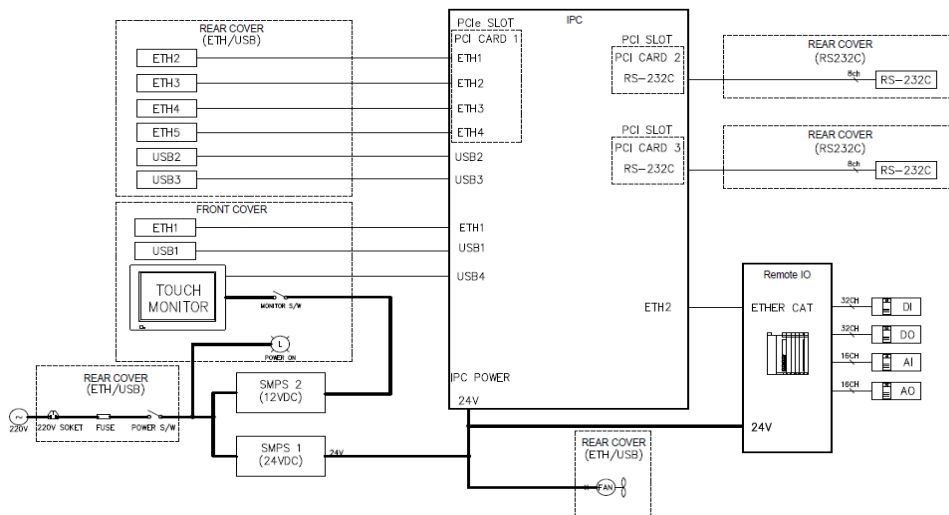 REAR COVER
(ETH/USB)
ETH2
ETH3
ETH4
ETH5
USB2
USB3
FRONT COVER
ETH1
USB1
TOUCH
MONITOR
MONITOR S/W
L
POWER ON
REAR COVER
(ETH/USB)
220V
220V SOKET
FUSE
POWER S/W
SMPS 2
(12VDC)
SMPS 1
(24VDC)
24V
IPC
PCIe SLOT
PCI CARD 1
ETH1
ETH2
ETH3
ETH4
USB2
USB3
ETH1
USB1
USB4
IPC POWER
24V
PCI SLOT
PCI CARD 2
RS-232C
PCI SLOT
PCI CARD 3
RS-232C
ETH2
REAR COVER
(RS232C)
8ch
RS-232C
REAR COVER
(RS232C)
8ch
RS-232C
Remote IO
ETHER CAT
24V
32CH
DI
32CH
DO
16CH
AI
16CH
AO
REAR COVER
(ETH/USB)
FAN